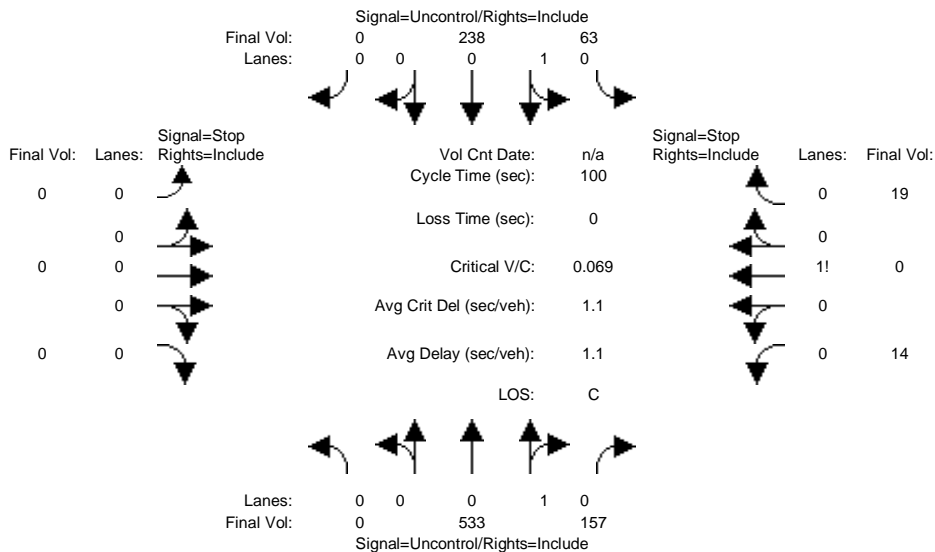 Signal=Uncontrol/Rights=Include
Final Vol: 0 238 63
Lanes: 0 0 0 1 0
Signal=Stop Signal=Stop
Final Vol: Lanes: Rights=Include Vol Cnt Date: n/a Rights=Include Lanes: Final Vol:
Cycle Time (sec): 100
0 0 0 19
Loss Time (sec): 0
0 0
0 0 Critical V/C: 0.069 1! 0
0 Avg Crit Del (sec/veh): 1.1 0
0 0 Avg Delay (sec/veh): 1.1 0 14
LOS: C
Lanes: 0 0 0 1 0
Final Vol: 0 533 157
Signal=Uncontrol/Rights=Include